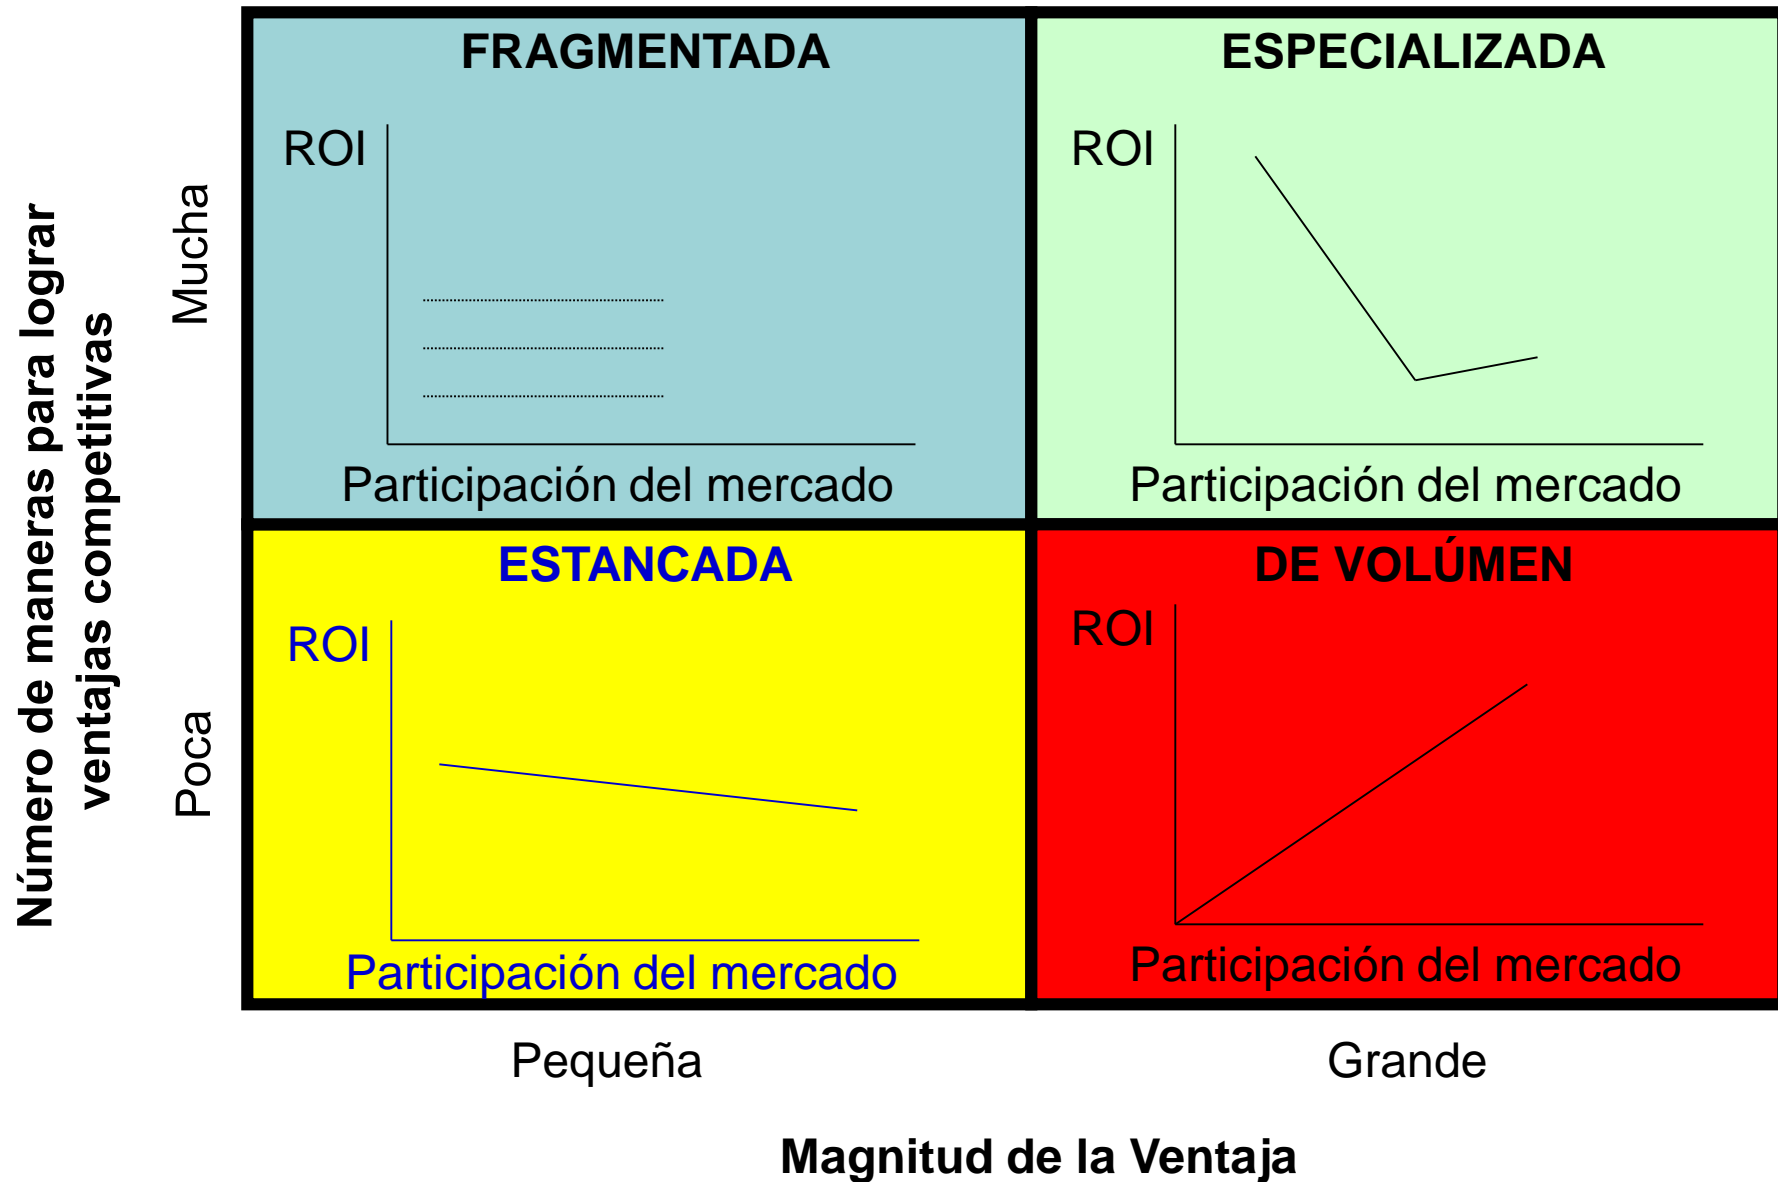 Número de maneras para lograr
ventajas competitivas
Mucha
Poca
FRAGMENTADA
ROI
Participación del mercado
ESPECIALIZADA
ROI
Participación del mercado
ESTANCADA
ROI
Participación del mercado
DE VOLÚMEN
ROI
Participación del mercado
Pequeña
Grande
Magnitud de la Ventaja